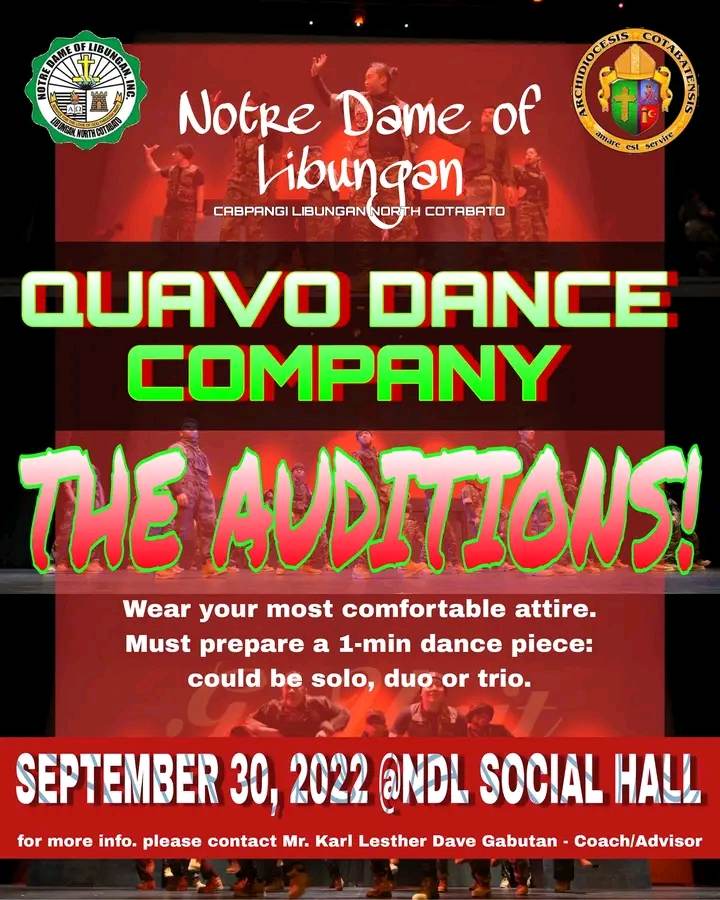 NOTRE DAME OF LIBUNGAN, INC.
LIBUNGAN, NORTH COTABATO
ARCHIDIOCESIS COTABATENSIS
amare est servire
Notre Dame of
Libungan
CABPANGI LIBUNGAN NORTH COTABATO
QUAVO DANCE
COMPANY
THE AUDITIONS!
Wear your most comfortable attire.
Must prepare a 1-min dance piece:
could be solo, duo or trio.
SEPTEMBER 30, 2022 @NDL SOCIAL HALL
for more info. please contact Mr. Karl Lesther Dave Gabutan - Coach/Advisor